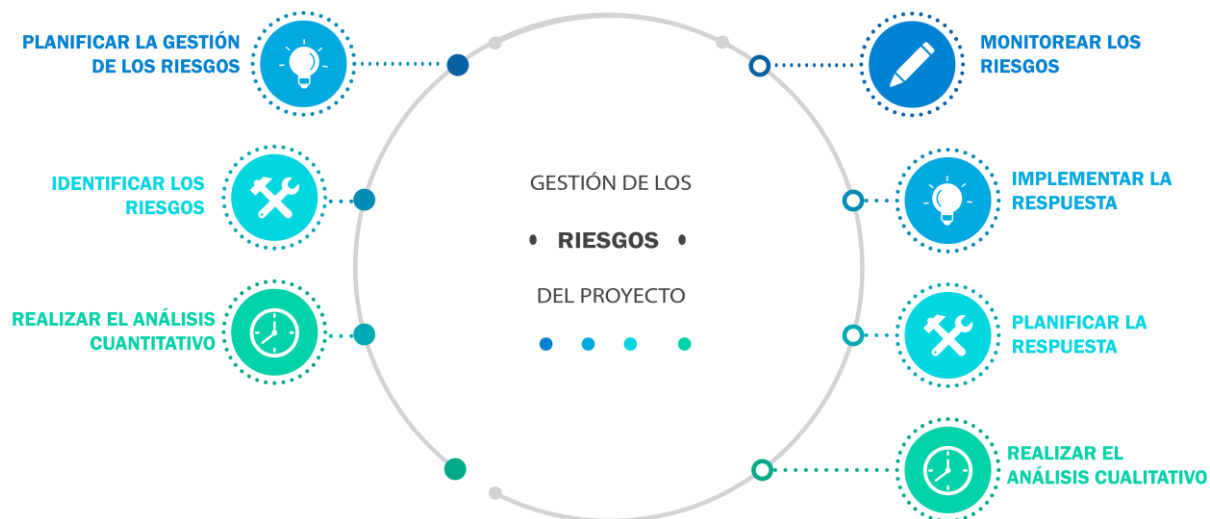 PLANIFICAR LA GESTIÓN
DE LOS RIESGOS
IDENTIFICAR LOS
RIESGOS
REALIZAR EL ANÁLISIS
CUANTITATIVO
GESTIÓN DE LOS
• RIESGOS •
DEL PROYECTO
MONITOREAR LOS
RIESGOS
IMPLEMENTAR LA
RESPUESTA
PLANIFICAR LA
RESPUESTA
REALIZAR EL
ANÁLISIS CUALITATIVO